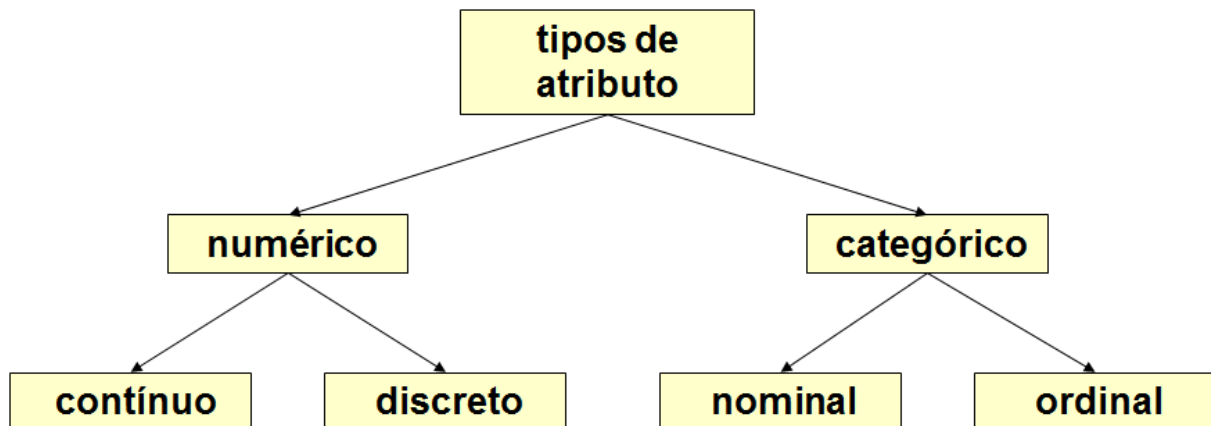 tipos de
atributo
numérico
categórico
contínuo
discreto
nominal
ordinal